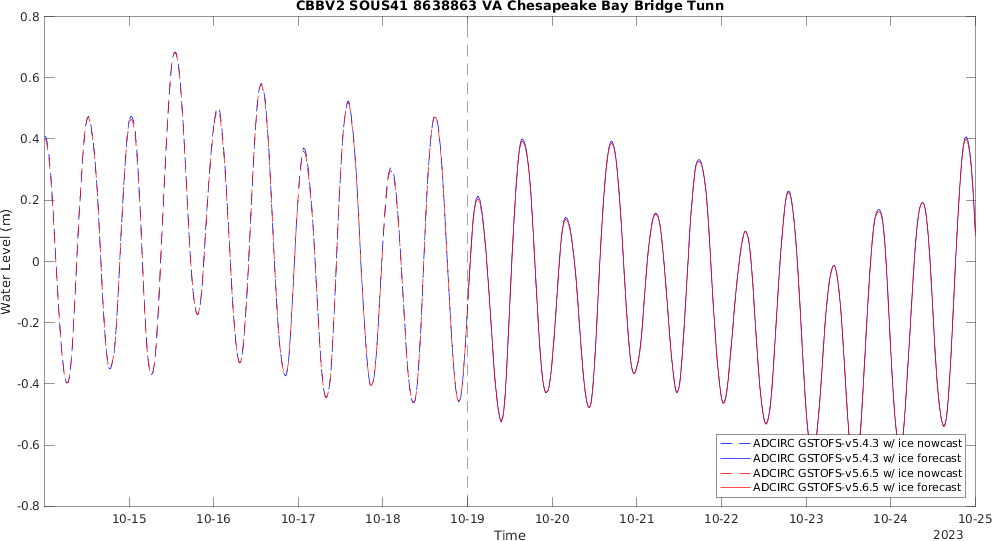 CBBV2 SOUS41 8638863 VA Chesapeake Bay Bridge Tunn
0.8
0.6
0.4
0.2
0
-0.2
-0.4
-0.6
-0.8
Water Level (m)
ADCIRC GSTOFS-v5.4.3 w/ ice nowcast
ADCIRC GSTOFS-v5.4.3 w/ ice forecast
ADCIRC GSTOFS-v5.6.5 w/ ice nowcast
ADCIRC GSTOFS-v5.6.5 w/ ice forecast
10-15 10-16 10-17 10-18 10-19 10-20 10-21 10-22 10-23 10-24 10-25
Time
2023